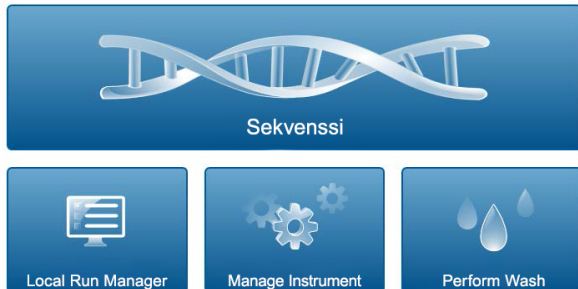 Sekvenssi
Local Run Manager
Manage Instrument
Perform Wash